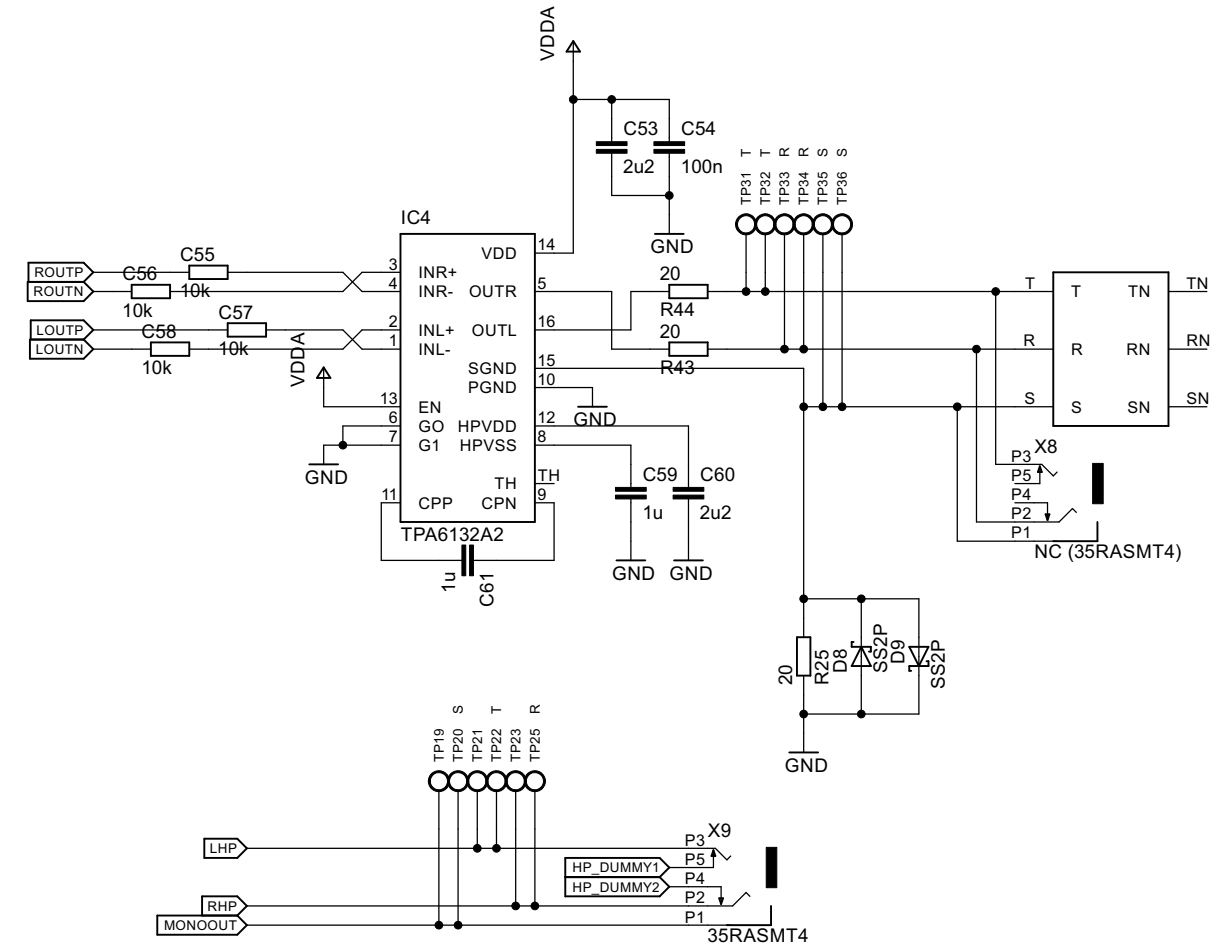 VDDA
C53
C54
2u2
100n
GND
TP31 T
TP32 T
TP33 R
TP34 R
TP35 S
TP36 S
IC4
ROUTP
C55
3
INR+
VDD
14
ROUTN
C56
10k
4
INR-
OUTR
5
20
R44
10k
T
T
TN
TN
LOUTP
C57
2
INL+
OUTL
16
20
R43
LOUTN
C58
10k
1
INL-
R
R
RN
RN
10k
VDDA
SGND
15
PGND
10
GND
13
EN
S
S
SN
SN
6
GO
HPVDD
12
7
G1
HPVSS
8
GND
C59
1u
C60
2u2
TH
TH
11
CPP
CPN
9
TPA6132A2
1u
C61
GND
GND
X8
P3
P5
P4
P2
P1
NC (35RASMT4)
20
R25
D8
SS2P
D9
SS2P
GND
TP19
TP20 S
TP21
TP22 T
TP23
TP25 R
LHP
P3
X9
HP_DUMMY1
P5
HP_DUMMY2
P4
RHP
P2
MONOOUT
P1
35RASMT4